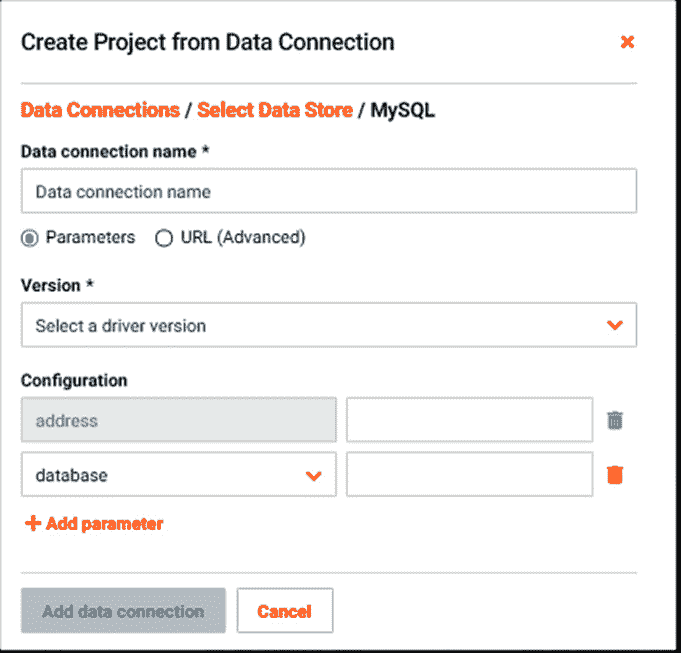 Create Project from Data Connection
Data Connections / Select Data Store / MySQL
Data connection name *
Data connection name
Parameters URL (Advanced)
Version *
Select a driver version
Configuration
address
database
+ Add parameter
Add data connection Cancel